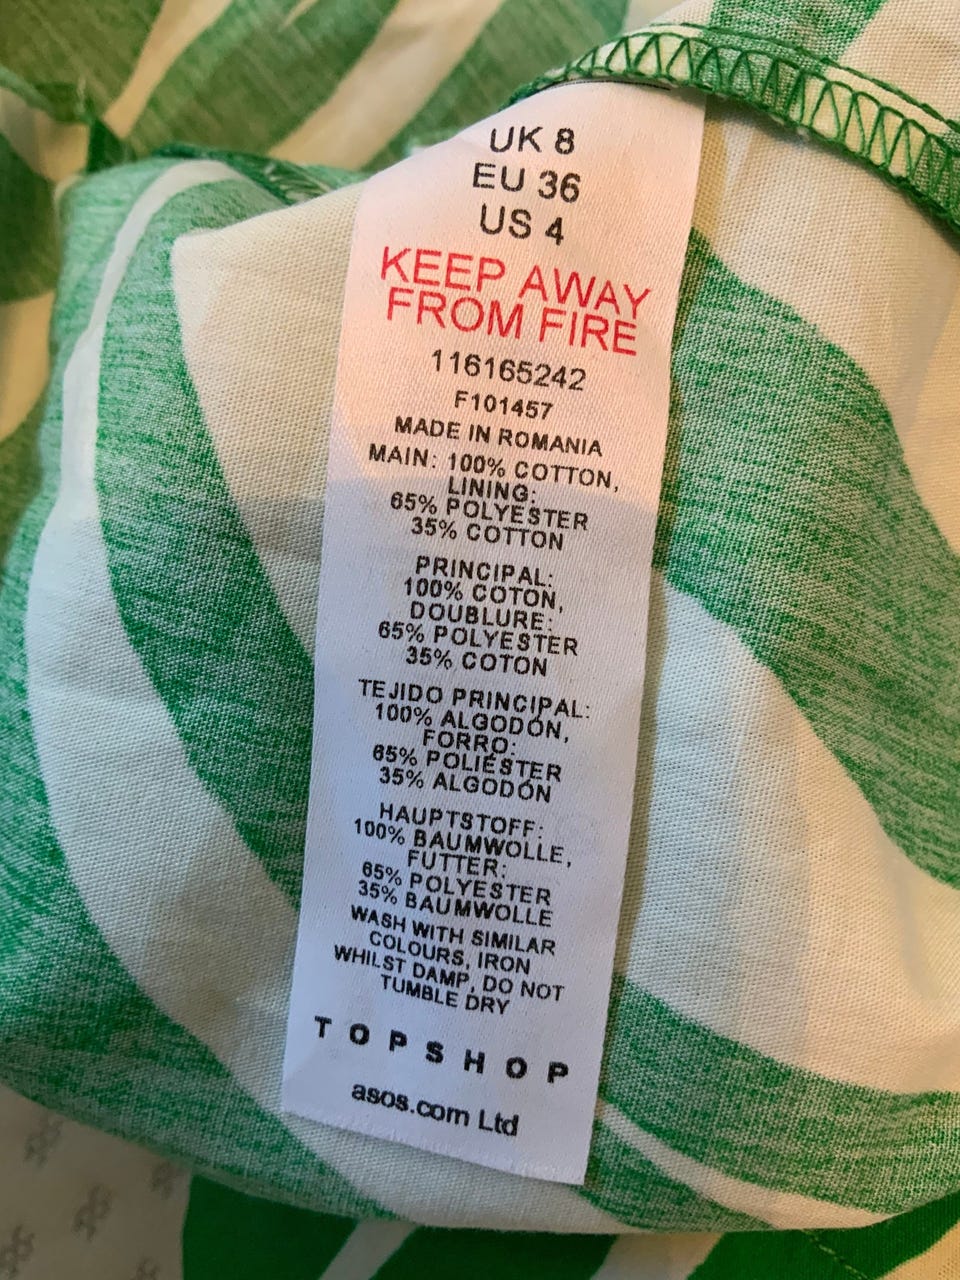 UK 8
EU 36
US 4
KEEP AWAY
FROM FIRE
116165242
F101457
MADE IN ROMANIA
MAIN: 100% COTTON,
LINING:
65% POLYESTER
35% COTTON
PRINCIPAL:
100% COTON,
DOUBLURE:
65% POLYESTER
35% COTON
TEJIDO PRINCIPAL:
100% ALGODÓN,
FORRO:
65% POLIÉSTER
35% ALGODÓN
HAUPTSTOFF:
100% BAUMWOLLE,
FUTTER:
65% POLYESTER
35% BAUMWOLLE
WASH WITH SIMILAR
COLOURS, IRON
WHILST DAMP, DO NOT
TUMBLE DRY
TOPSHOP
asos.com Ltd